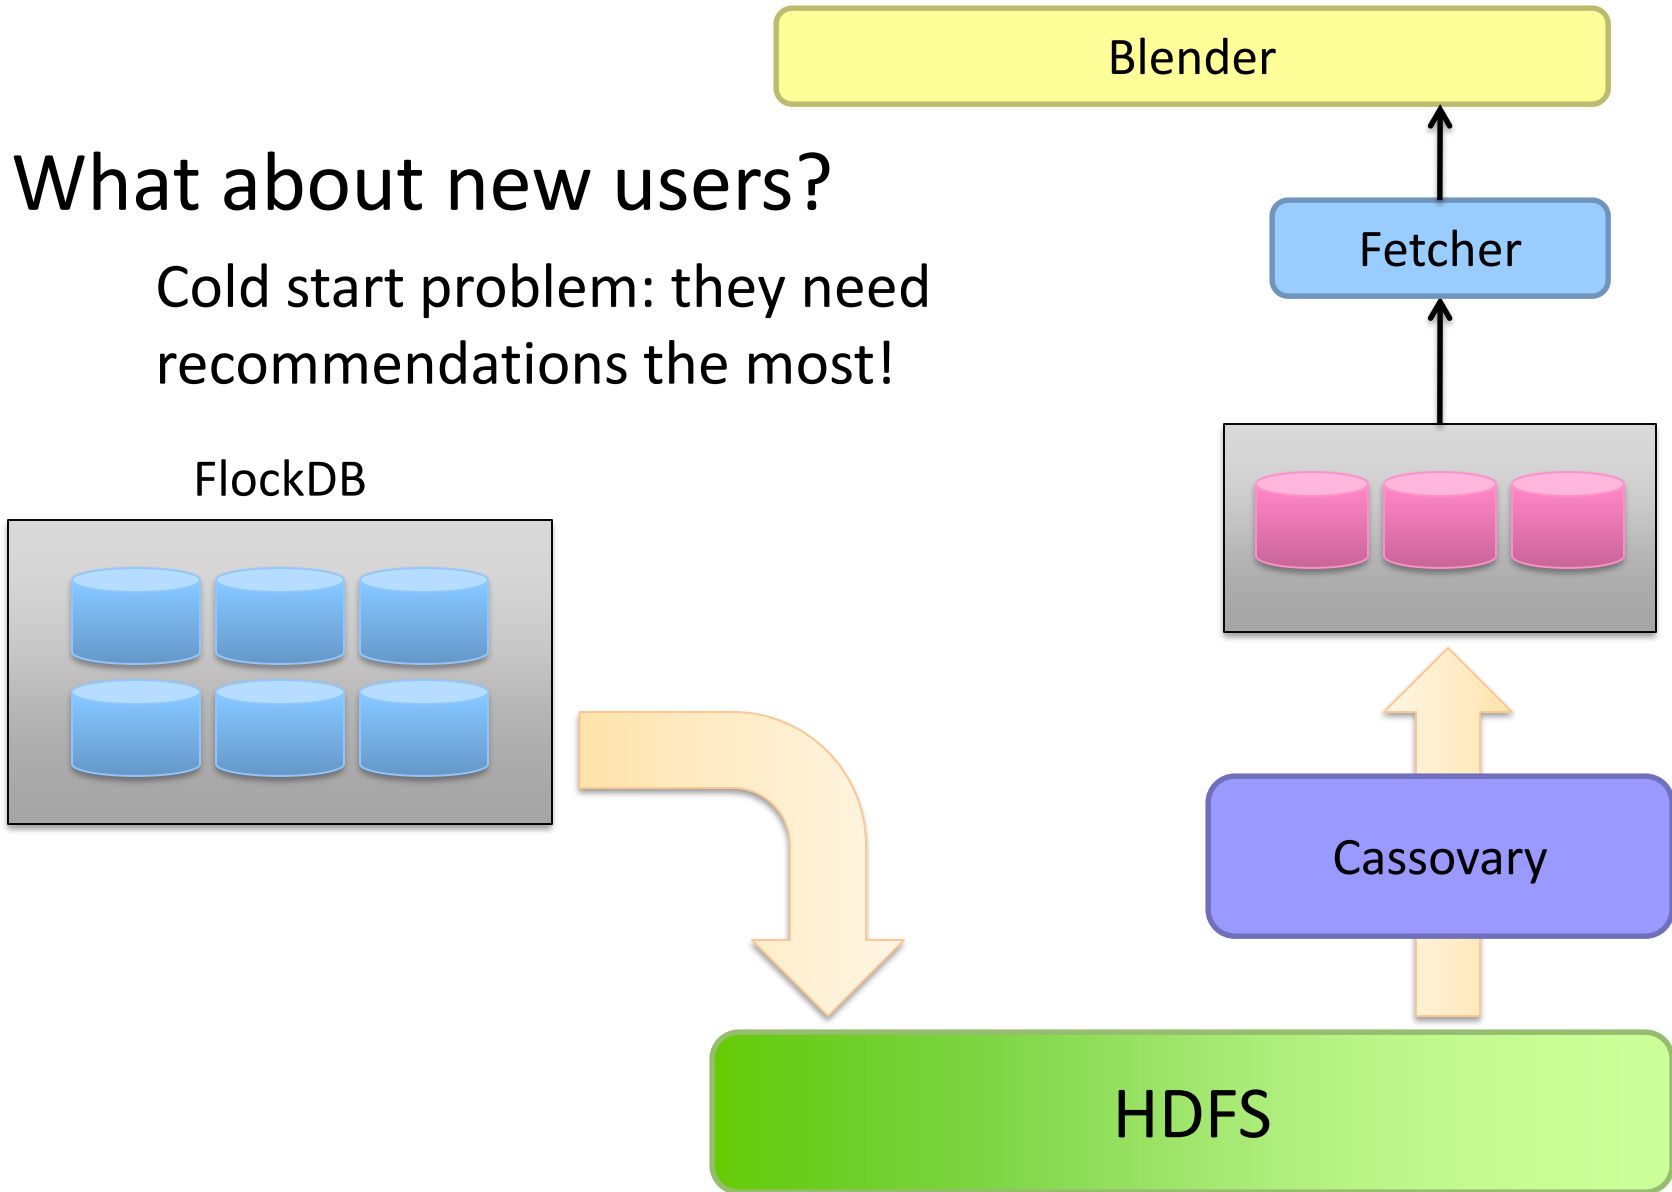 Blender
What about new users?
Fetcher
Cold start problem: they need
recommendations the most!
FlockDB
Cassovary
HDFS